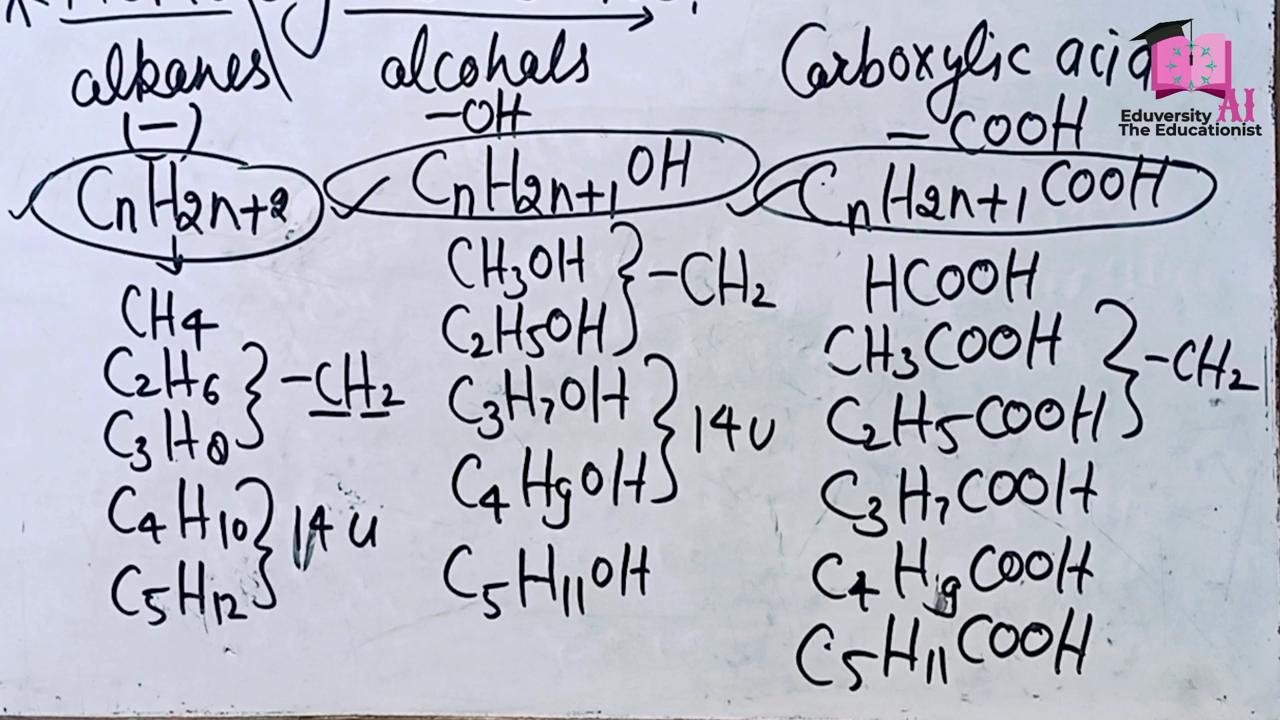 alkanes
(-)
CnH2n+2
CH4
C2H6
C3H8
-CH2
C4H10
C5H12
14u
alcohals
-OH
CnH2n+1OH
CH3OH
C2H5OH
-CH2
C3H7OH
C4H9OH
14u
C5H11OH
Carboxylic acid
-COOH
CnH2n+1COOH
HCOOH
CH3COOH
C2H5COOH
-CH2
C3H7COOH
C4H9COOH
C5H11COOH
Eduversity AI
The Educationist